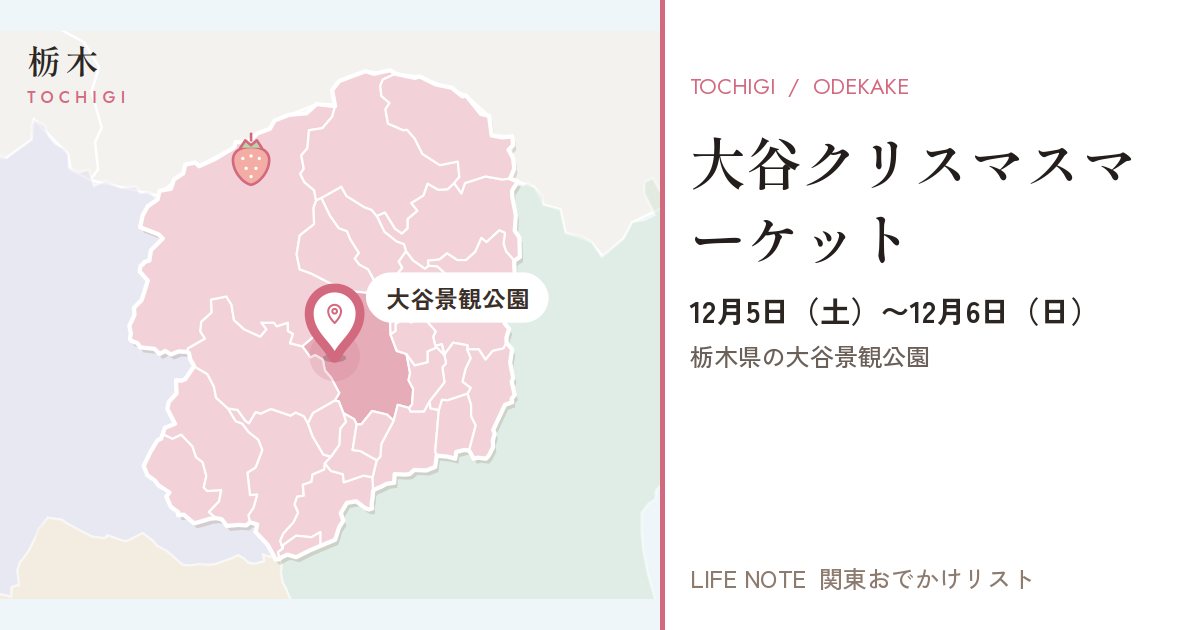 栃木
TOCHIGI
大谷景観公園
TOCHIGI / ODEKAKE
大谷クリスマスマ
ーケット
12月5日（土）〜12月6日（日）
栃木県の大谷景観公園
LIFE NOTE 関東おでかけリスト